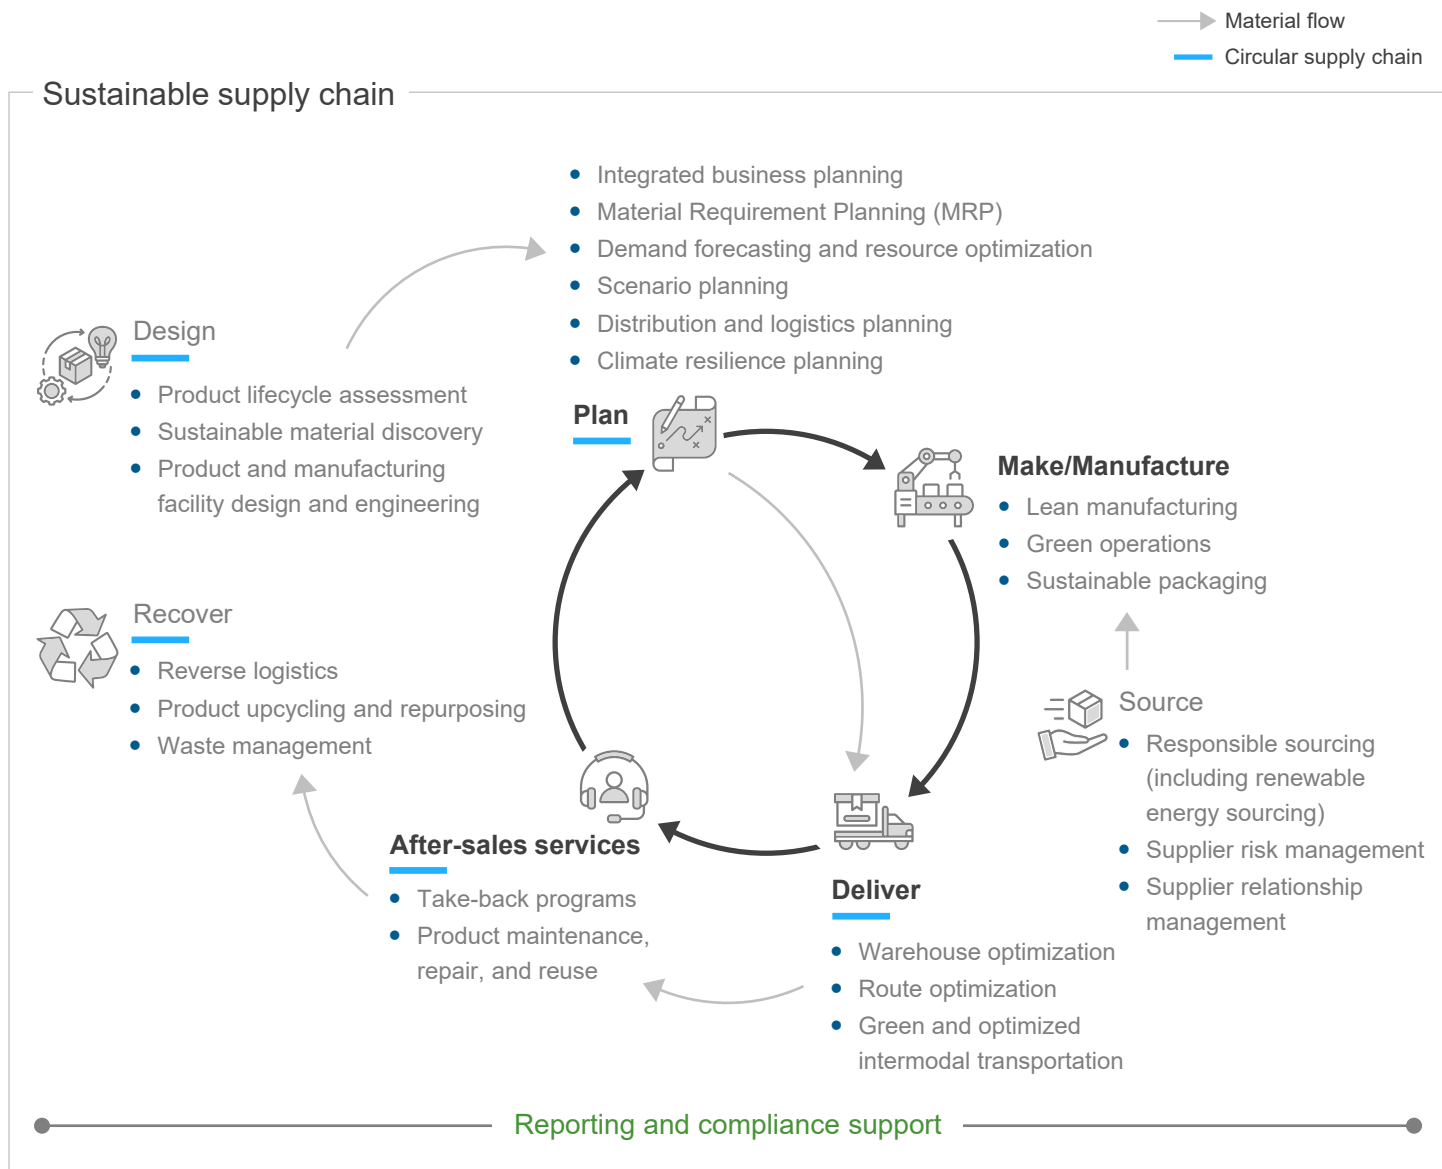 Material flow
Circular supply chain
Sustainable supply chain
• Integrated business planning
• Material Requirement Planning (MRP)
• Demand forecasting and resource optimization
• Scenario planning
• Distribution and logistics planning
• Climate resilience planning
Design
• Product lifecycle assessment
• Sustainable material discovery
• Product and manufacturing
facility design and engineering
Plan
Make/Manufacture
• Lean manufacturing
• Green operations
• Sustainable packaging
Recover
• Reverse logistics
• Product upcycling and repurposing
• Waste management
Source
• Responsible sourcing
(including renewable
energy sourcing)
• Supplier risk management
• Supplier relationship
management
After-sales services
• Take-back programs
• Product maintenance,
repair, and reuse
Deliver
• Warehouse optimization
• Route optimization
• Green and optimized
intermodal transportation
Reporting and compliance support